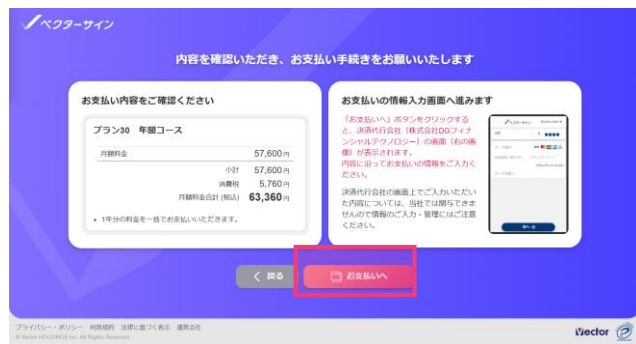 ベクターサイン
内容を確認いただき、お支払い手続きをお願いいたします
お支払い内容をご確認ください
プラン30 年間コース
月額料金 57,600円
小計 57,600円
消費税 5,760円
月額料金合計 (税込) 63,360円
1年分の料金を一括でお支払いいただきます。
お支払いの情報入力画面へ進みます
「お支払いへ」ボタンをクリックする
と、決済代行会社（株式会社DGフィナ
ンシャルテクノロジー）の画面（右の画
像）が表示されます。
内容に沿ってお支払いの情報をご入力く
ださい。
決済代行会社の画面上でご入力いただい
た内容については、当社では関与できま
せんので情報のご入力・管理にはご注意
ください。
戻る
お支払いへ
プライバシー・ポリシー 利用規約 法律に基づく表示 運営会社
© Vector HOLDINGS Inc. All Rights Reserved.
Vector